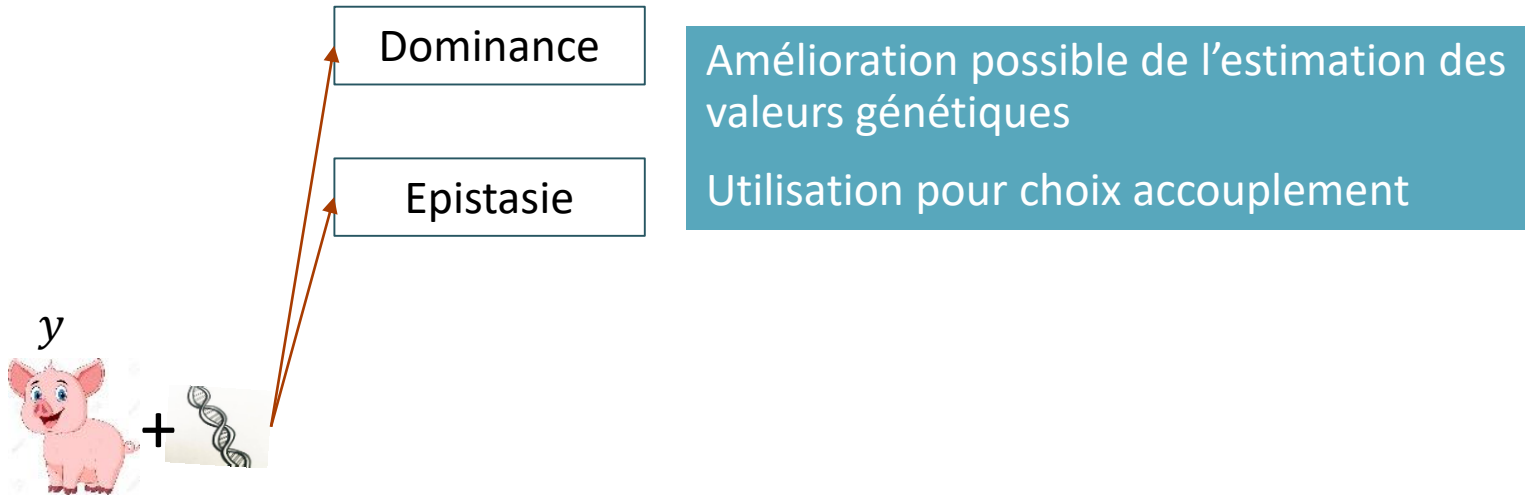 Dominance
Amélioration possible de l’estimation des
valeurs génétiques
Epistasie
Utilisation pour choix accouplement
y
+